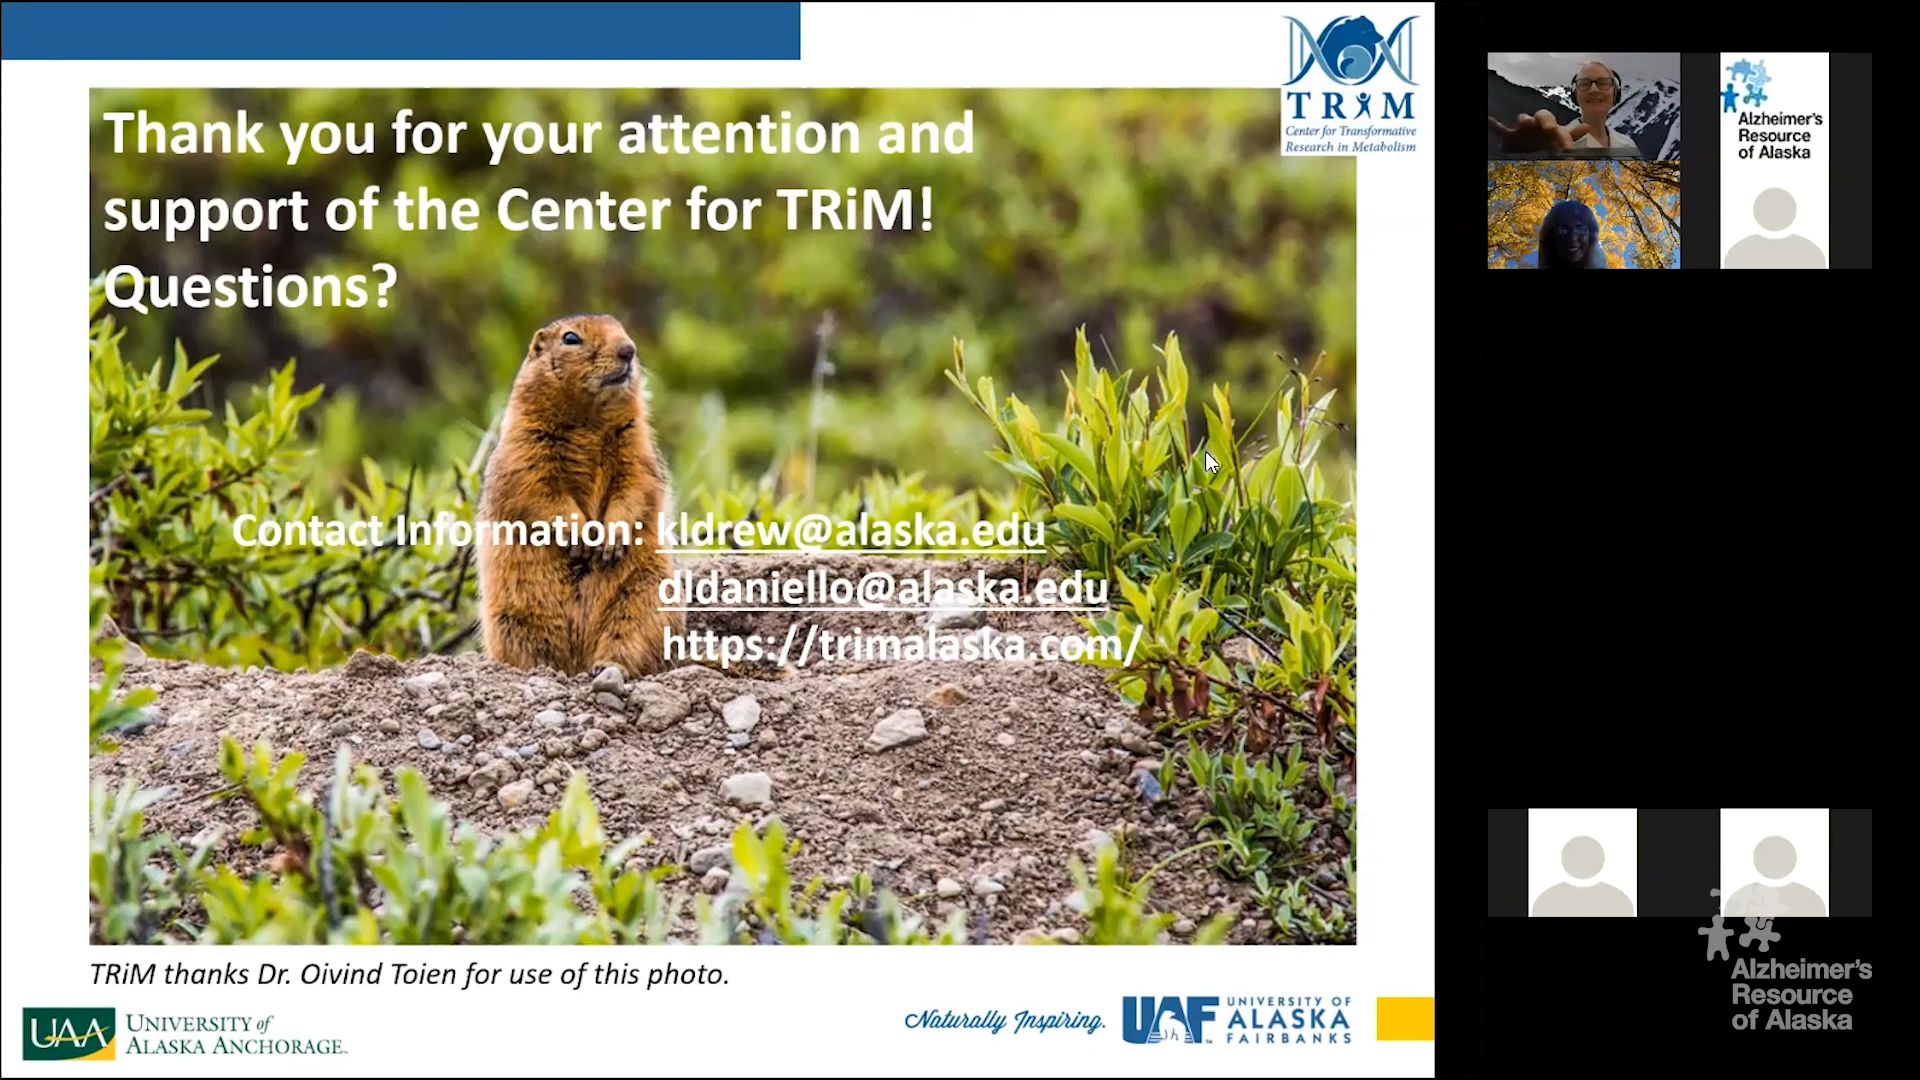 Thank you for your attention and
support of the Center for TRiM!
Questions?
Contact Information: kldrew@alaska.edu
dldaniello@alaska.edu
https://trimalaska.com/
TRiM thanks Dr. Oivind Toien for use of this photo.
TRiM
Center for Transformative
Research in Metabolism
UAA UNIVERSITY of
ALASKA ANCHORAGE
Naturally Inspiring.
UAF
UNIVERSITY OF
ALASKA
FAIRBANKS
Alzheimer's
Resource
of Alaska
Alzheimer's
Resource
of Alaska